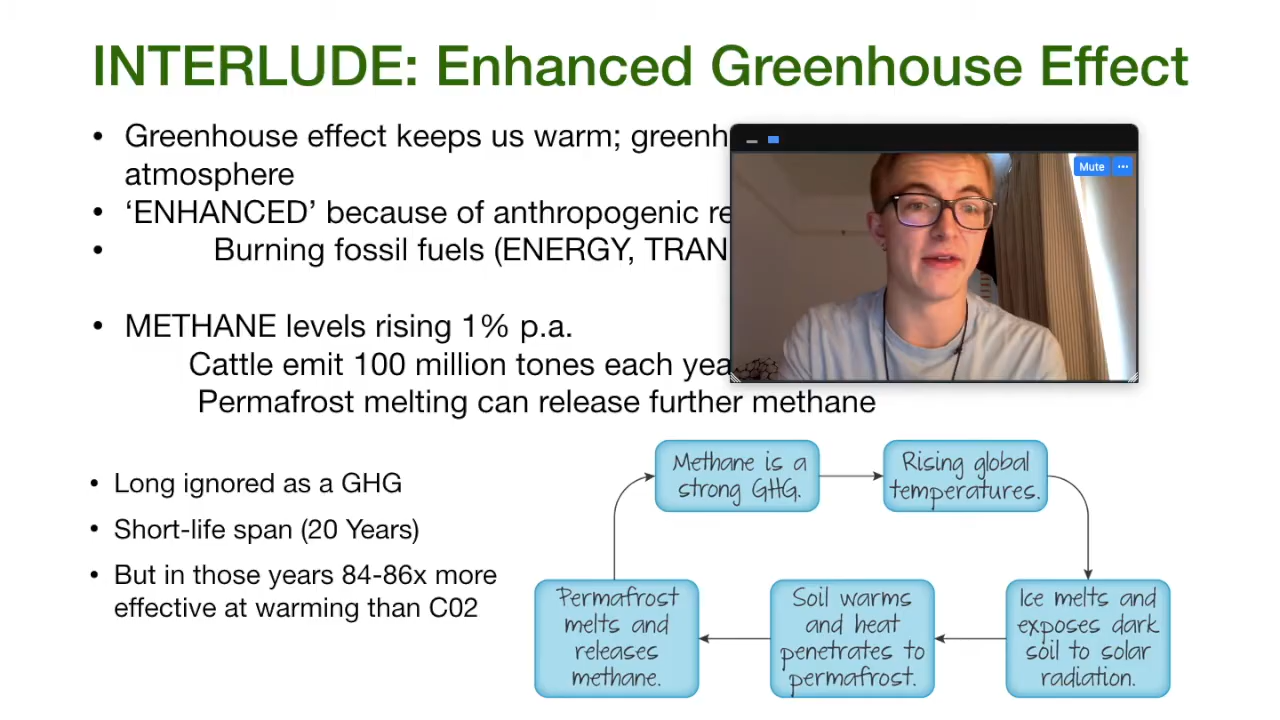 INTERLUDE: Enhanced Greenhouse Effect
• Greenhouse effect keeps us warm; greenh
atmosphere
• ‘ENHANCED’ because of anthropogenic re
• Burning fossil fuels (ENERGY, TRAN
• METHANE levels rising 1% p.a.
Cattle emit 100 million tones each yea
Permafrost melting can release further methane
Mute
• Long ignored as a GHG
• Short-life span (20 Years)
• But in those years 84-86x more
effective at warming than C02
Methane is a
strong GHG.
Rising global
temperatures.
Ice melts and
exposes dark
soil to solar
radiation.
Soil warms
and heat
penetrates to
permafrost.
Permafrost
melts and
releases
methane.